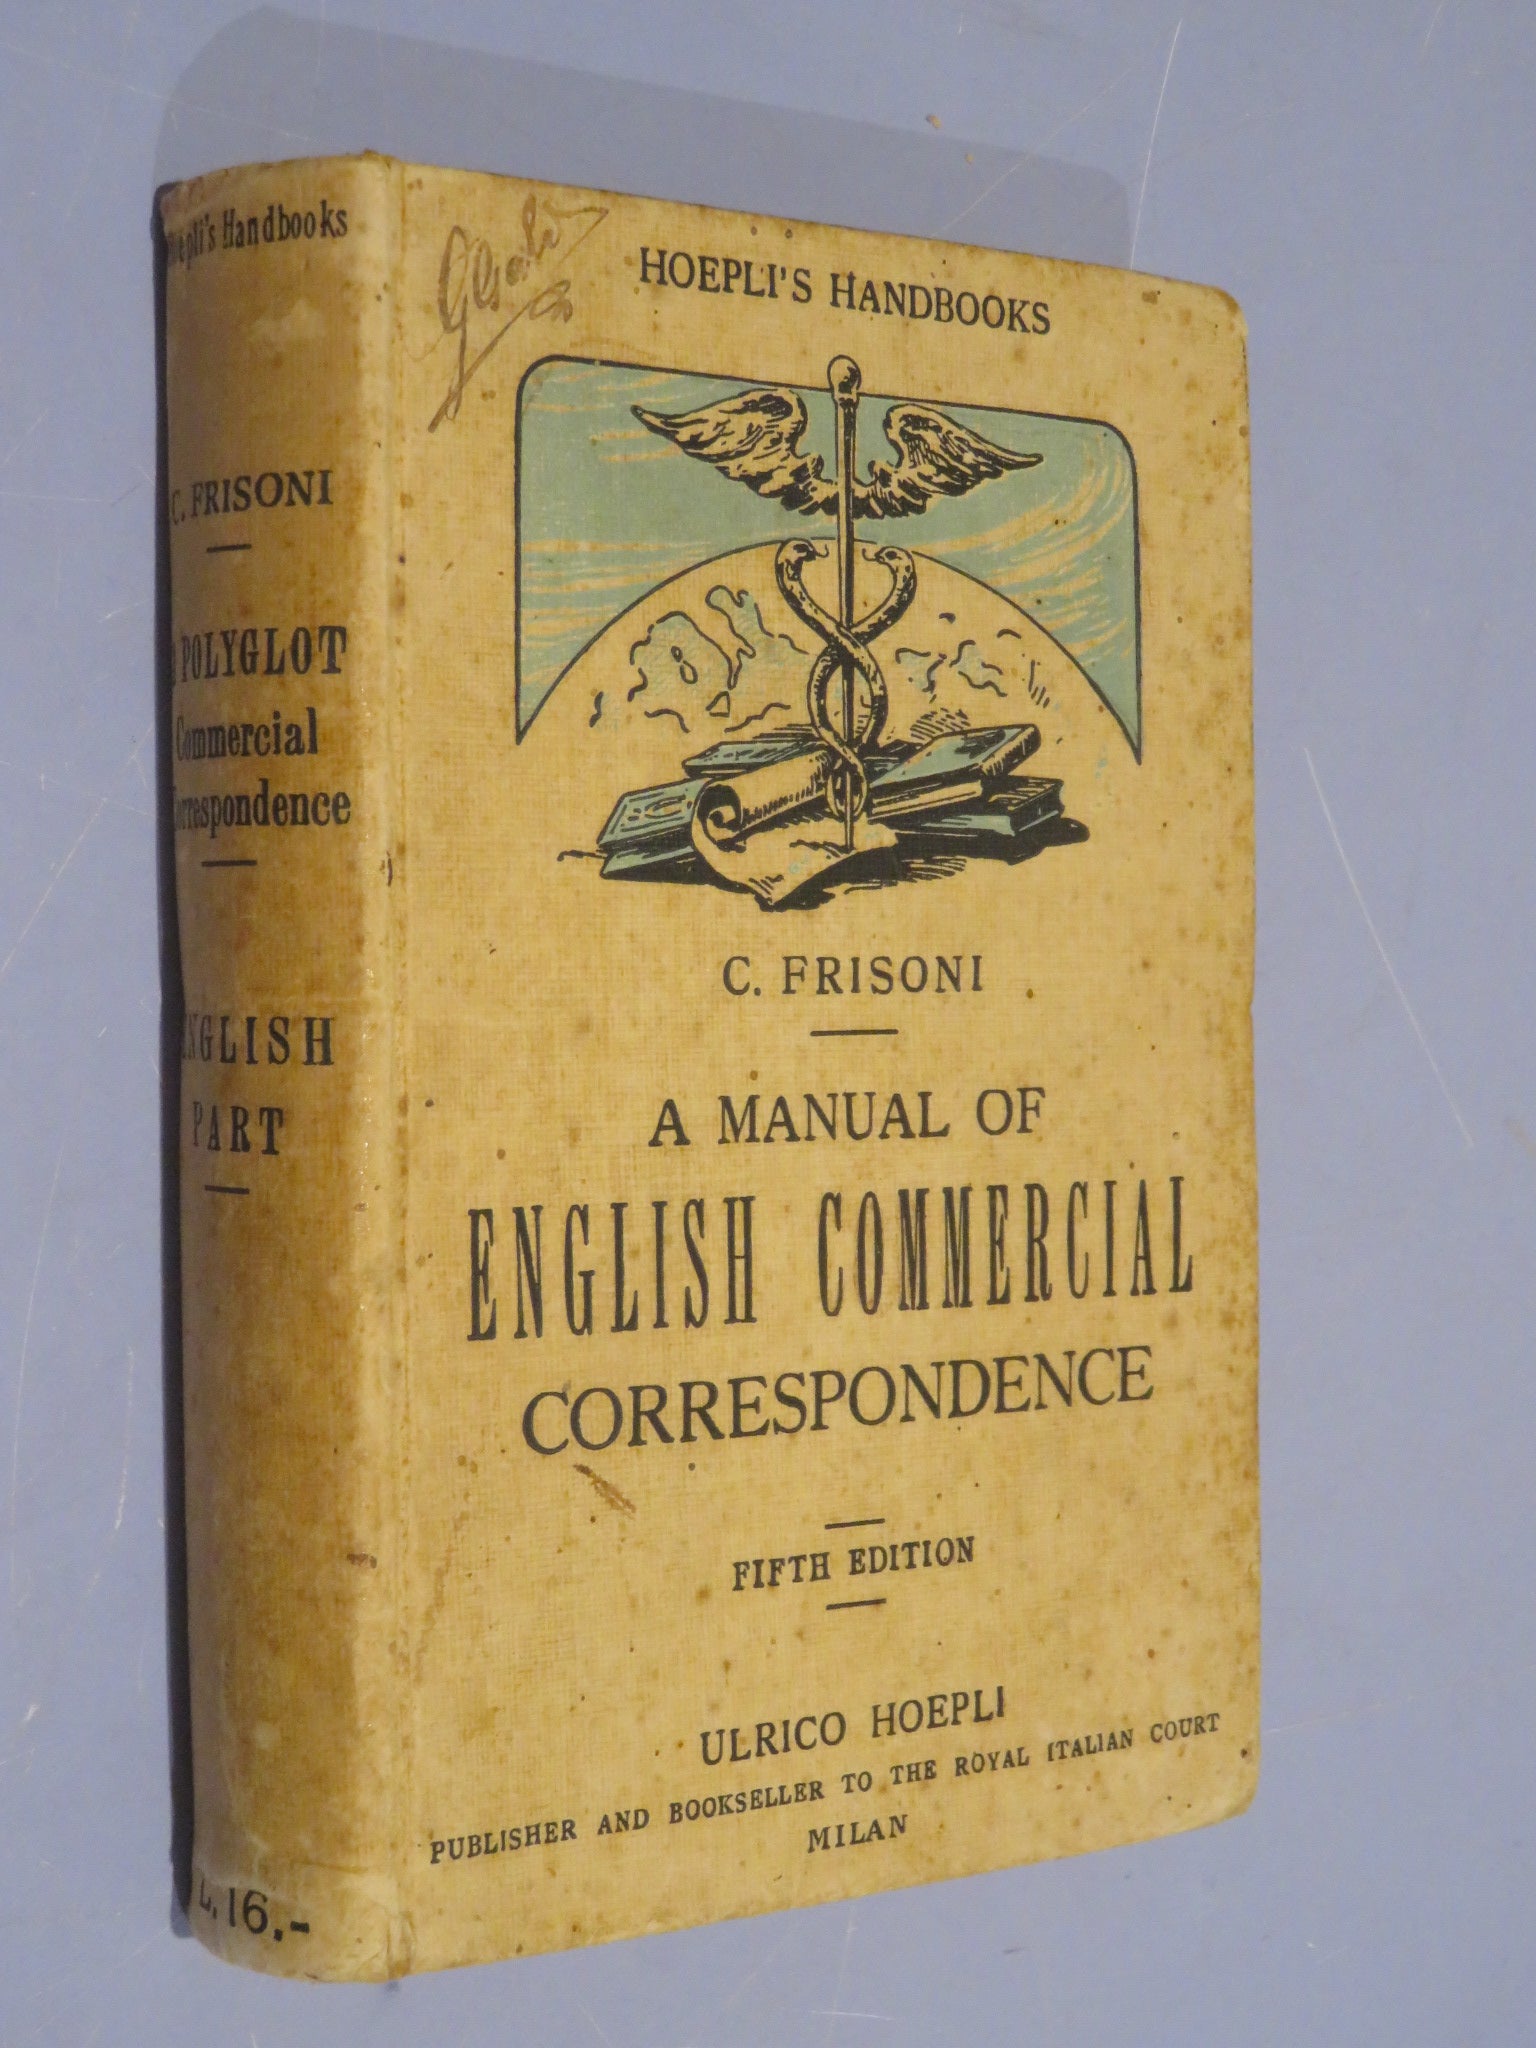 Handbooks
C. FRISONI
POLYGLOT
Commercial
Correspondence
ENGLISH
PART
L. 16.-
HOEPLI'S HANDBOOKS
C. FRISONI
A MANUAL OF
ENGLISH COMMERCIAL
CORRESPONDENCE
FIFTH EDITION
ULRICO HOEPLI
PUBLISHER AND BOOKSELLER TO THE ROYAL ITALIAN COURT
MILAN